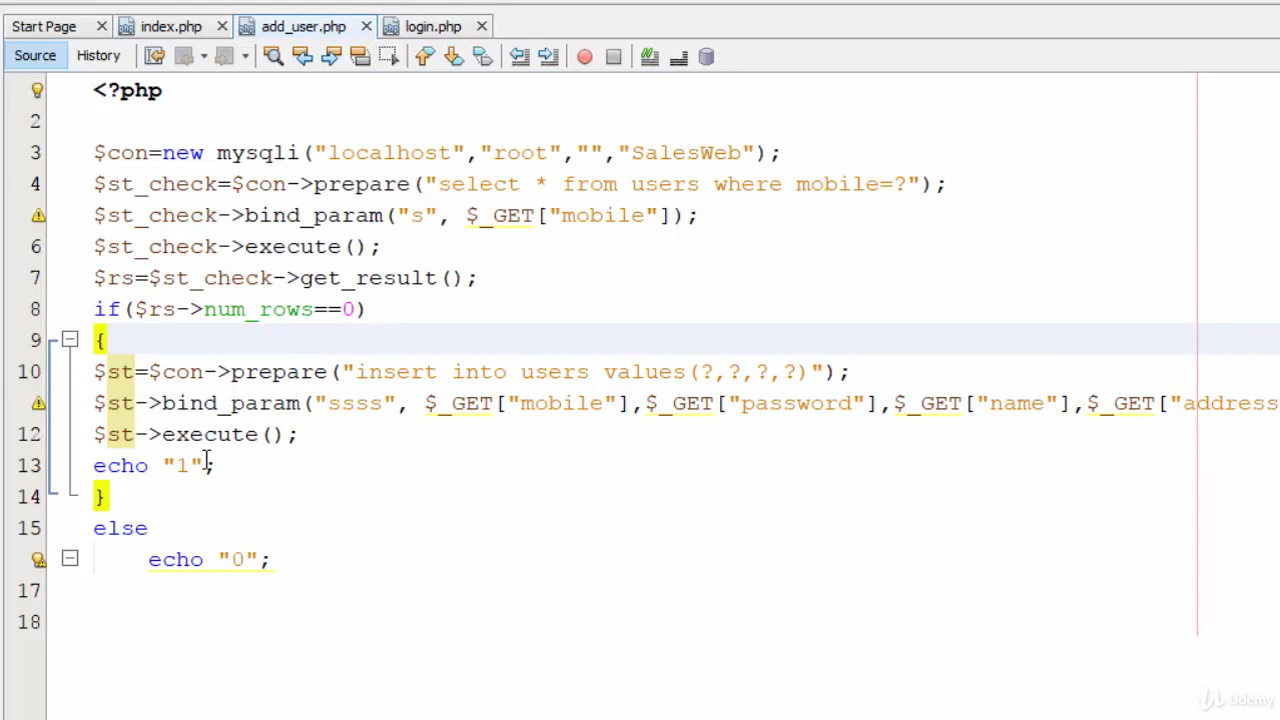 Start Page index.php add_user.php login.php
Source History
<?php
2
3 $con=new mysqli("localhost","root","","SalesWeb");
4 $st_check=$con->prepare("select * from users where mobile=?");
$st_check->bind_param("s", $_GET["mobile"]);
6 $st_check->execute();
7 $rs=$st_check->get_result();
8 if($rs->num_rows==0)
9 {
10 $st=$con->prepare("insert into users values(?,?,?,?)");
$st->bind_param("ssss", $_GET["mobile"],$_GET["password"],$_GET["name"],$_GET["address
12 $st->execute();
13 echo "1";
14 }
15 else
echo "0";
17
18
Udemy